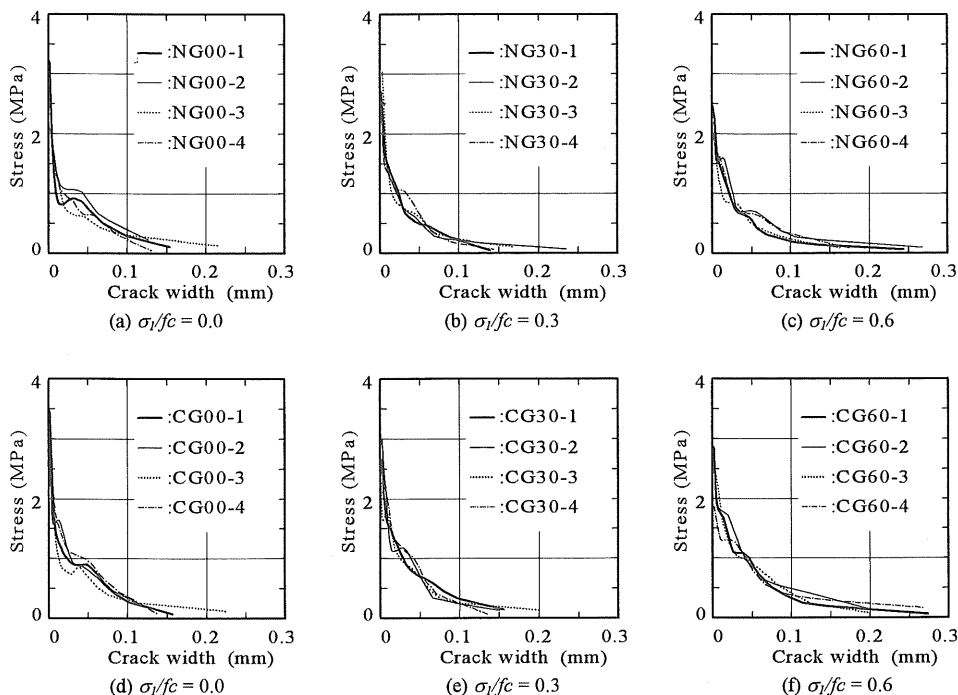 4
2
0
Stress (MPa)
:NG00-1
:NG00-2
:NG00-3
:NG00-4
0 0.1 0.2 0.3
Crack width (mm)
(a) σ1/fc = 0.0
4
2
0
Stress (MPa)
:NG30-1
:NG30-2
:NG30-3
:NG30-4
0 0.1 0.2 0.3
Crack width (mm)
(b) σ1/fc = 0.3
4
2
0
Stress (MPa)
:NG60-1
:NG60-2
:NG60-3
:NG60-4
0 0.1 0.2 0.3
Crack width (mm)
(c) σ1/fc = 0.6
4
2
0
Stress (MPa)
:CG00-1
:CG00-2
:CG00-3
:CG00-4
0 0.1 0.2 0.3
Crack width (mm)
(d) σ1/fc = 0.0
4
2
0
Stress (MPa)
:CG30-1
:CG30-2
:CG30-3
:CG30-4
0 0.1 0.2 0.3
Crack width (mm)
(e) σ1/fc = 0.3
4
2
0
Stress (MPa)
:CG60-1
:CG60-2
:CG60-3
:CG60-4
0 0.1 0.2 0.3
Crack width (mm)
(f) σ1/fc = 0.6